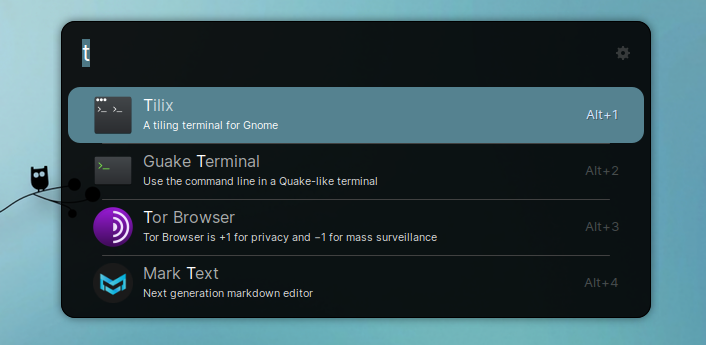 t
Tilix
A tiling terminal for Gnome
Alt+1
Guake Terminal
Use the command line in a Quake-like terminal
Alt+2
Tor Browser
Tor Browser is +1 for privacy and −1 for mass surveillance
Alt+3
Mark Text
Next generation markdown editor
Alt+4